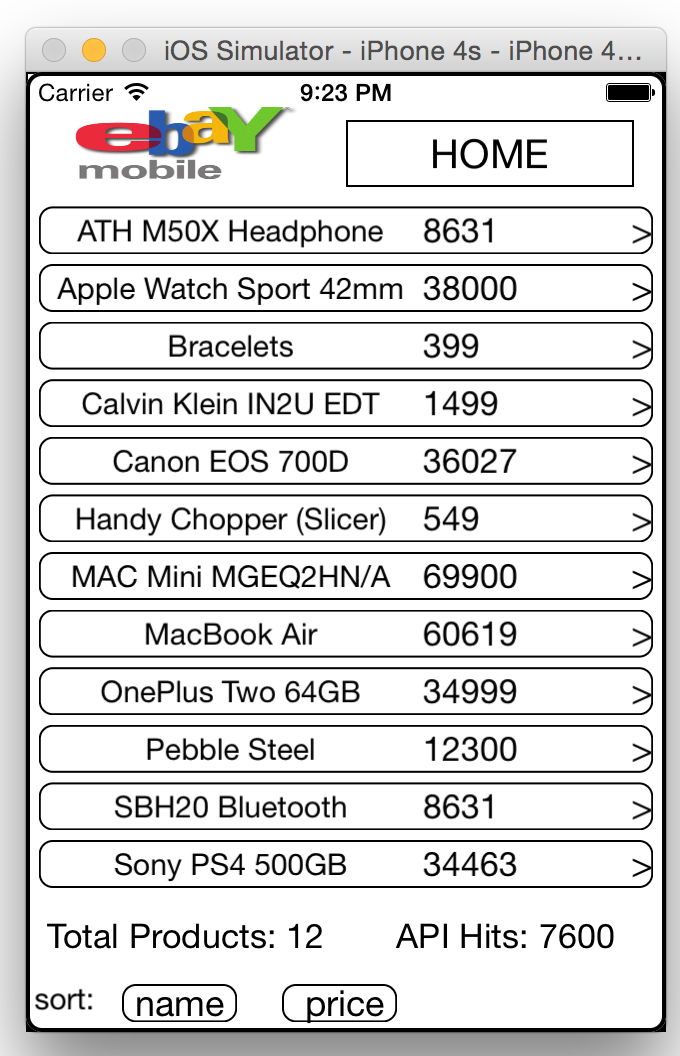 iOS Simulator - iPhone 4s - iPhone 4...
Carrier 9:23 PM
ebaY
mobile
HOME
ATH M50X Headphone 8631 >
Apple Watch Sport 42mm 38000 >
Bracelets 399 >
Calvin Klein IN2U EDT 1499 >
Canon EOS 700D 36027 >
Handy Chopper (Slicer) 549 >
MAC Mini MGEQ2HN/A 69900 >
MacBook Air 60619 >
OnePlus Two 64GB 34999 >
Pebble Steel 12300 >
SBH20 Bluetooth 8631 >
Sony PS4 500GB 34463 >
Total Products: 12 API Hits: 7600
sort: name price